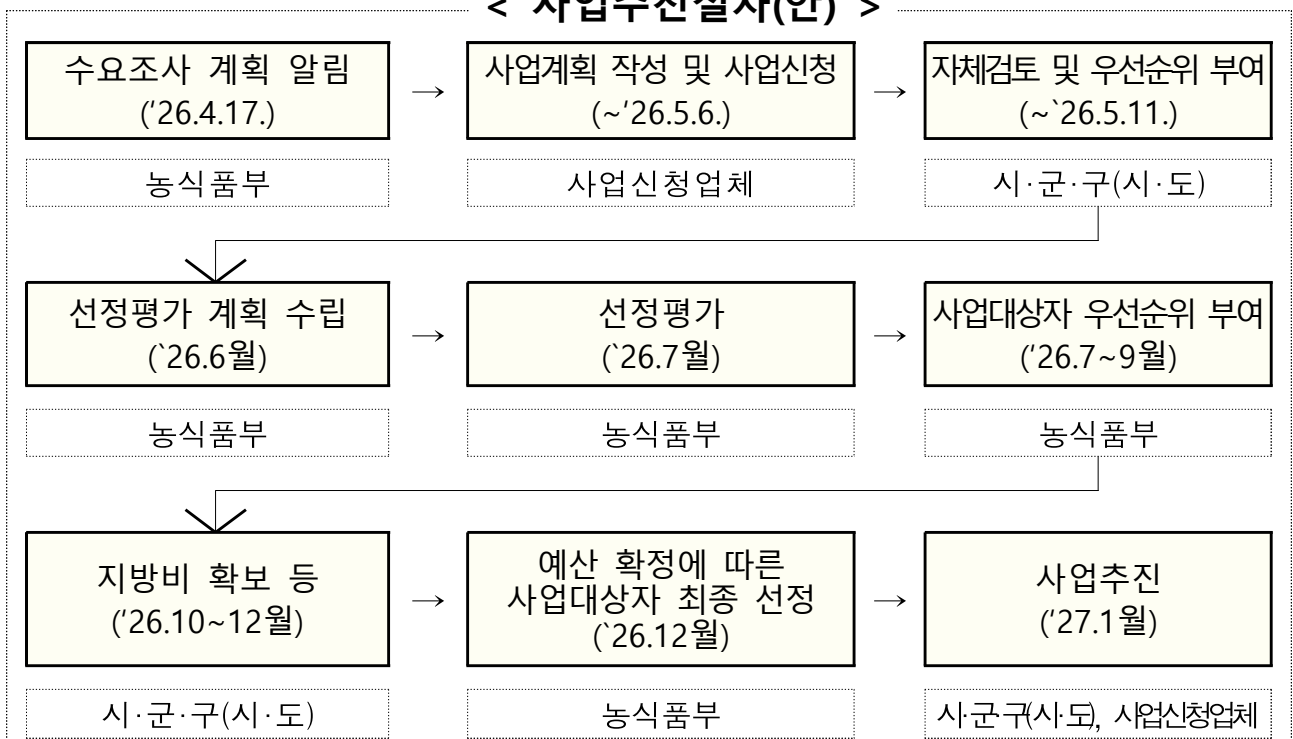 < 사업추진절차(안) >
수요조사 계획 알림
('26.4.17.)
농식품부
→
사업계획 작성 및 사업신청
(~'26.5.6.)
사업신청업체
→
자체검토 및 우선순위 부여
(~`26.5.11.)
시·군·구(시·도)
선정평가 계획 수립
(`26.6월)
농식품부
→
선정평가
(`26.7월)
농식품부
→
사업대상자 우선순위 부여
('26.7~9월)
농식품부
지방비 확보 등
('26.10~12월)
시·군·구(시·도)
→
예산 확정에 따른
사업대상자 최종 선정
(`26.12월)
농식품부
→
사업추진
('27.1월)
시·군·구(시·도), 사업신청업체